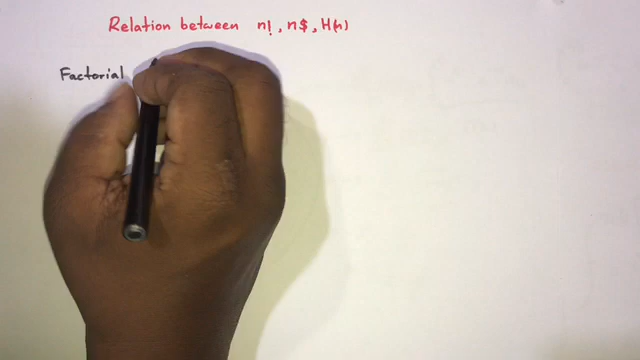 Relation between n!, n$, H(n)
Factorial